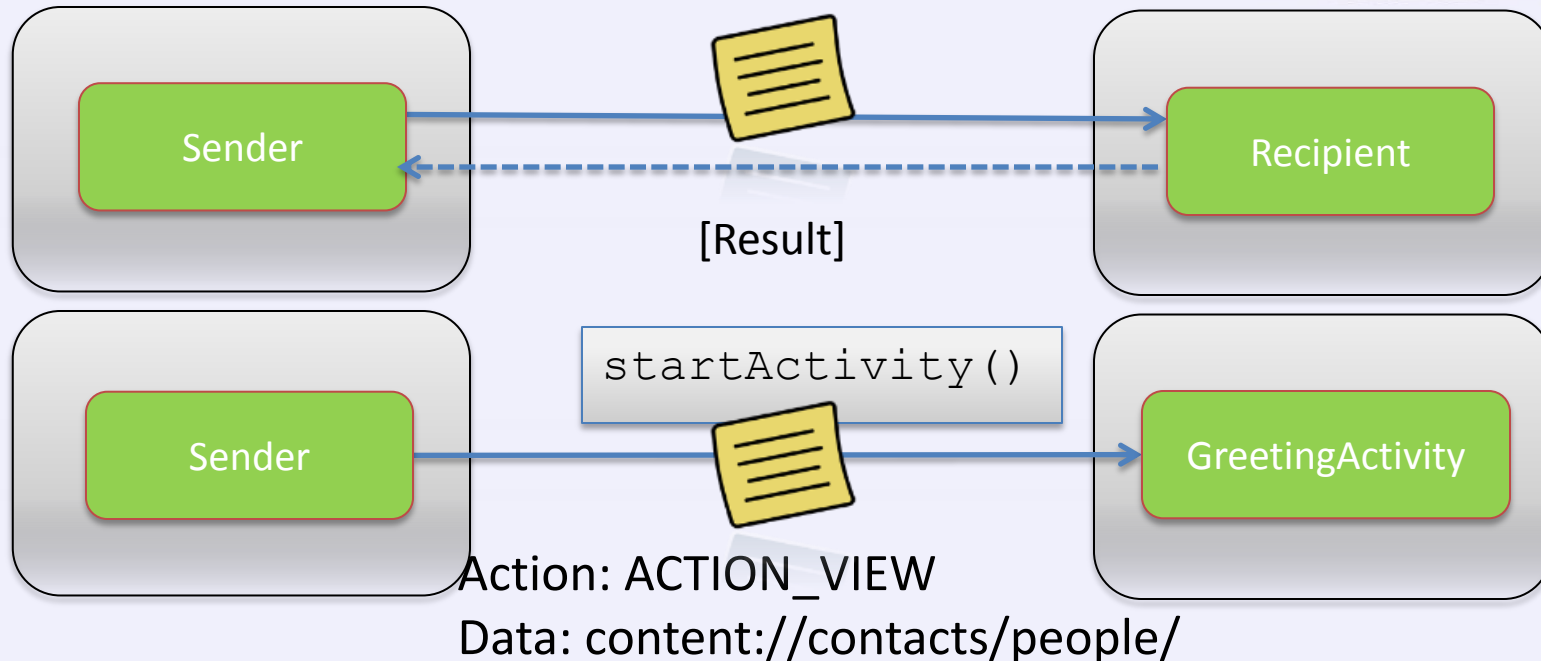 Sender
Recipient
[Result]
startActivity()
Sender
GreetingActivity
Action: ACTION_VIEW
Data: content://contacts/people/